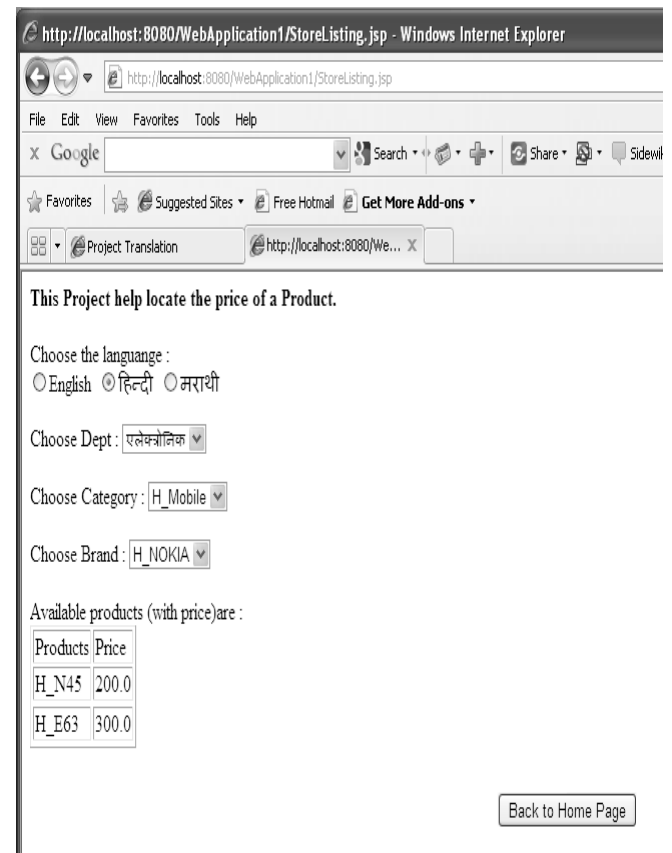 http://localhost:8080/WebApplication1/StoreListing.jsp - Windows Internet Explorer
http://localhost:8080/WebApplication1/StoreListing.jsp
File Edit View Favorites Tools Help
x Google Search Share Sidewik
Favorites Suggested Sites Free Hotmail Get More Add-ons
Project Translation http://localhost:8080/We... X
This Project help locate the price of a Product.
Choose the languange :
English हिन्दी मराथी
Choose Dept : एलेक्त्रोनिक
Choose Category : H_Mobile
Choose Brand : H_NOKIA
Available products (with price)are :
Products Price
H_N45 200.0
H_E63 300.0
Back to Home Page